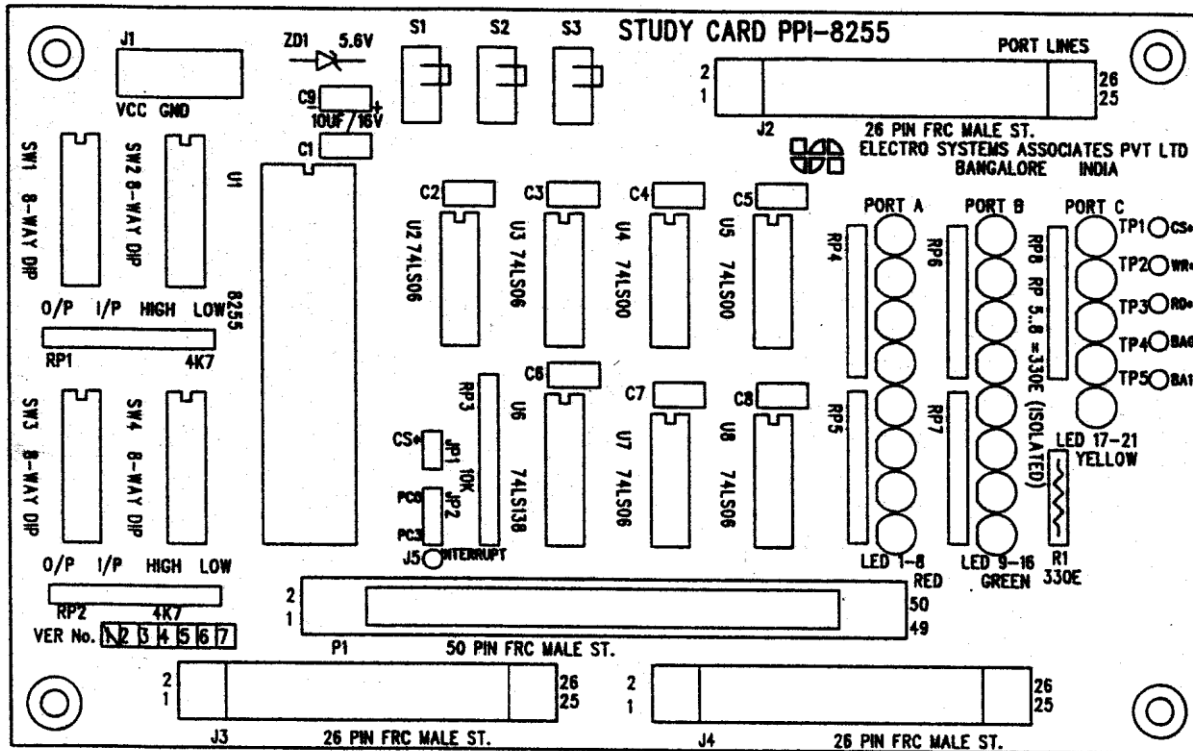 STUDY CARD PPI-8255
J1
VCC GND
ZD1 5.6V
C9
- +
10UF/16V
C1
S1 S2 S3
PORT LINES
2
1
26
25
J2
26 PIN FRC MALE ST.
ELECTRO SYSTEMS ASSOCIATES PVT LTD
BANGALORE INDIA
SW1 8-WAY DIP
SW2 8-WAY DIP
U1
8255
O/P I/P HIGH LOW
RP1 4K7
SW3 8-WAY DIP
SW4 8-WAY DIP
O/P I/P HIGH LOW
RP2 4K7
VER No. 1 2 3 4 5 6 7
C2 C3 C4 C5
U2 74LS06
U3 74LS06
U4 74LS00
U5 74LS00
C6
C7
C8
RP3
10K
U6 74LS138
U7 74LS06
U8 74LS06
CS*
JP1
PC0
JP2
PC3
J5
INTERRUPT
PORT A PORT B PORT C
RP4
RP6
RP8 RP 5..8 =330E (ISOLATED)
RP5
RP7
TP1 CS*
TP2 WR*
TP3 RD*
TP4 BA0
TP5 BA1
LED 17-21
YELLOW
LED 1-8
RED
LED 9-16
GREEN
R1
330E
2
1
50
49
P1
50 PIN FRC MALE ST.
2
1
26
25
J3
26 PIN FRC MALE ST.
2
1
26
25
J4
26 PIN FRC MALE ST.